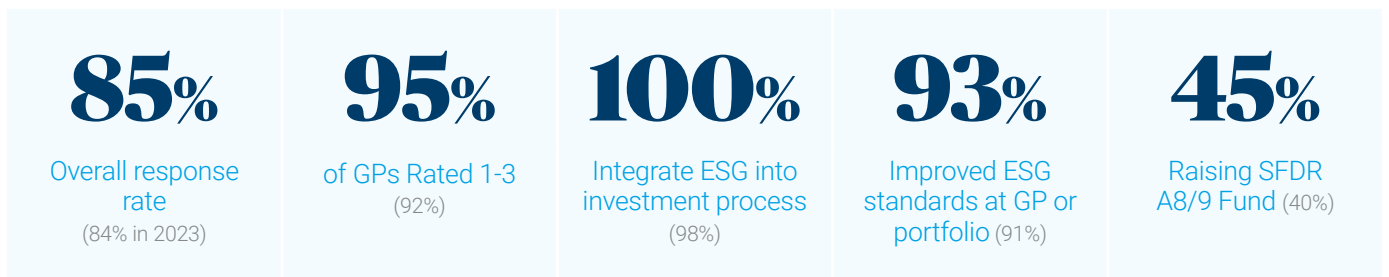 85%
Overall response
rate
(84% in 2023)
95%
of GPs Rated 1-3
(92%)
100%
Integrate ESG into
investment process
(98%)
93%
Improved ESG
standards at GP or
portfolio (91%)
45%
Raising SFDR
A8/9 Fund (40%)